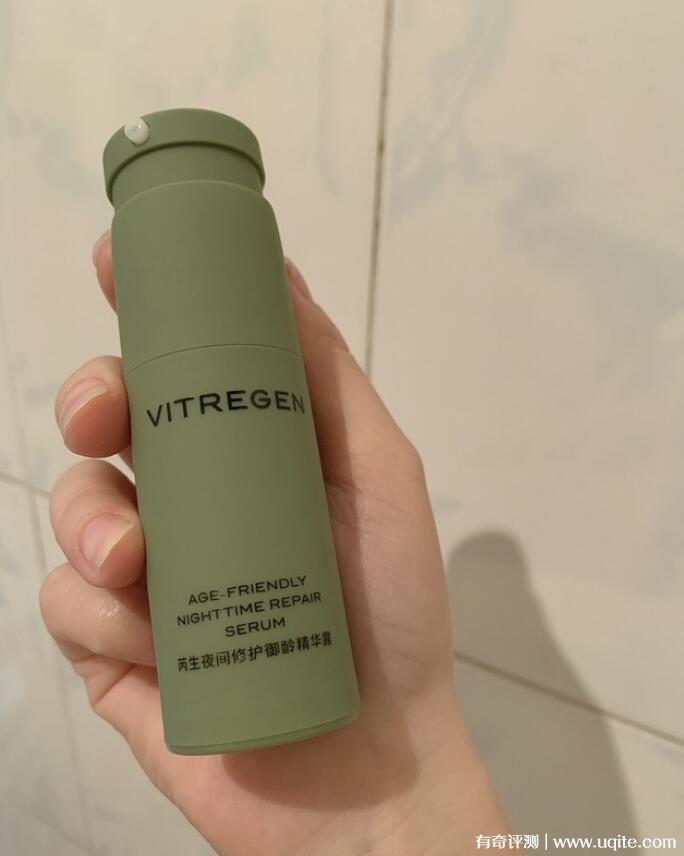 VITREGEN
AGE-FRIENDLY
NIGHTTIME REPAIR
SERUM
芮生夜间修护御龄精华露
有奇评测 | www.uqite.com